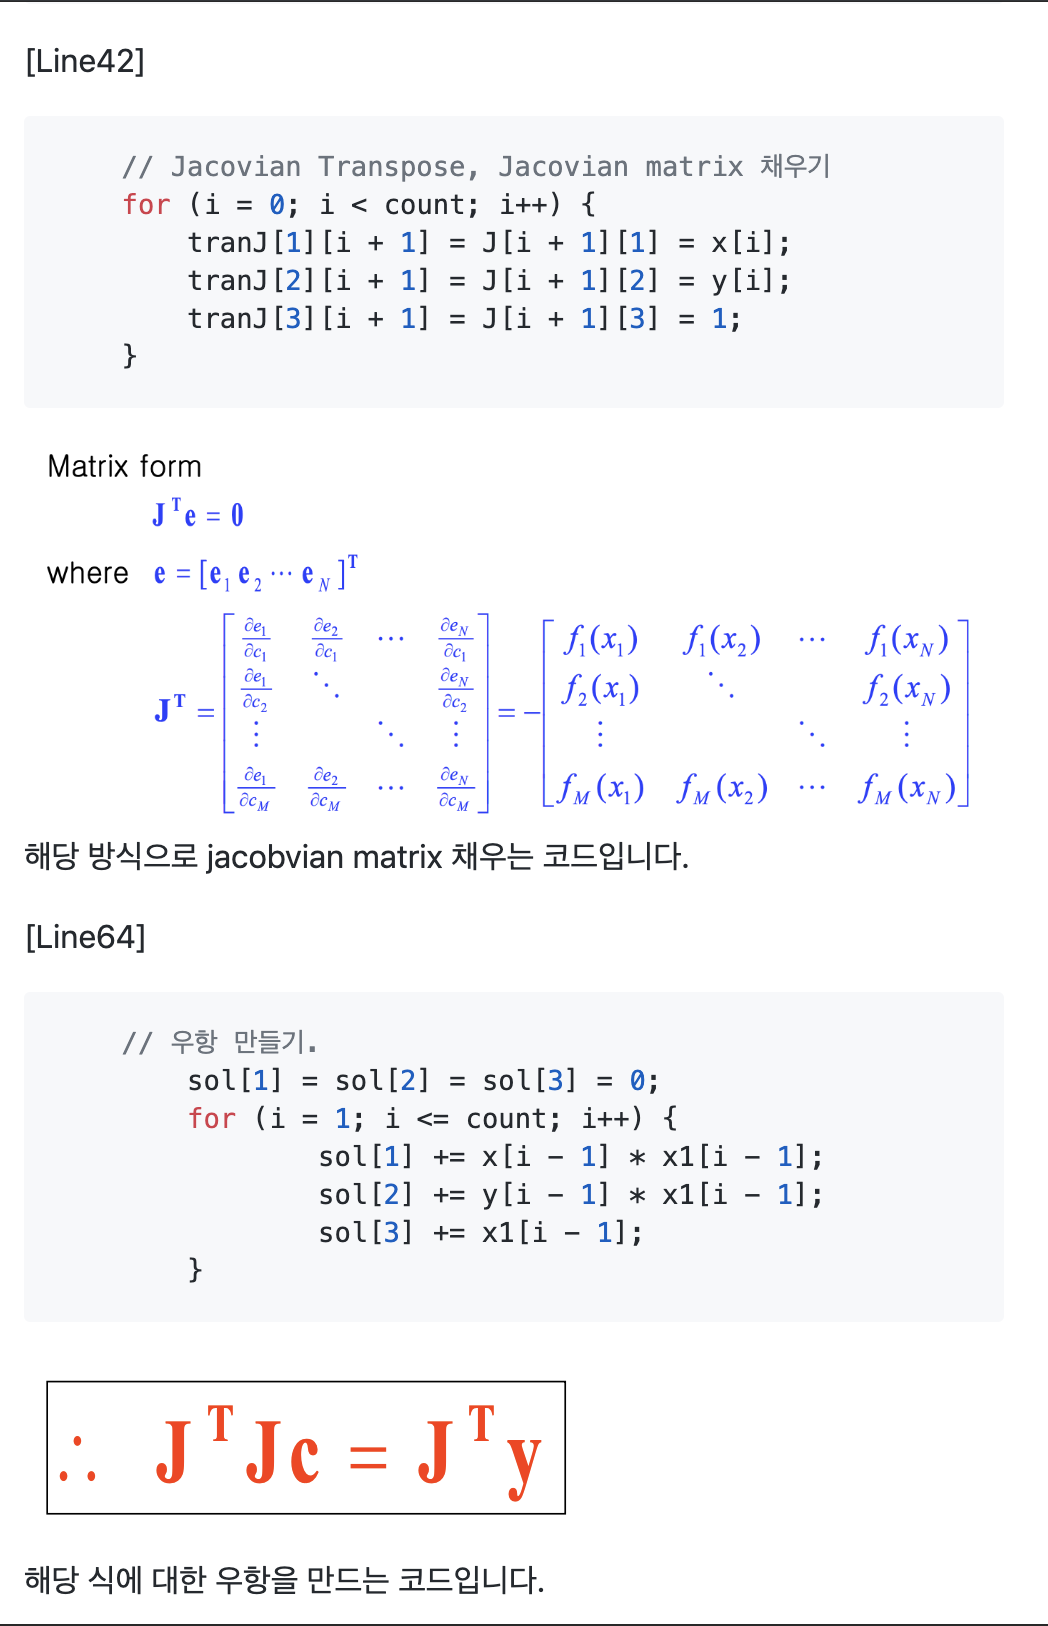 [Line42]
// Jacovian Transpose, Jacovian matrix 채우기
for (i = 0; i < count; i++) {
tranJ[1][i + 1] = J[i + 1][1] = x[i];
tranJ[2][i + 1] = J[i + 1][2] = y[i];
tranJ[3][i + 1] = J[i + 1][3] = 1;
}
Matrix form
J^T e = 0
where e = [e_1 e_2 ⋯ e_N]^T
J^T = [∂e_1/∂c_1 ∂e_2/∂c_1 ⋯ ∂e_N/∂c_1 = − [f_1(x_1) f_1(x_2) ⋯ f_1(x_N)
∂e_1/∂c_2 ⋱ ∂e_N/∂c_2 f_2(x_1) ⋱ f_2(x_N)
⋮ ⋱ ⋮ ⋮ ⋱ ⋮
∂e_1/∂c_M ∂e_2/∂c_M ⋯ ∂e_N/∂c_M] f_M(x_1) f_M(x_2) ⋯ f_M(x_N)]
해당 방식으로 jacobvian matrix 채우는 코드입니다.
[Line64]
// 우항 만들기.
sol[1] = sol[2] = sol[3] = 0;
for (i = 1; i <= count; i++) {
sol[1] += x[i - 1] * x1[i - 1];
sol[2] += y[i - 1] * x1[i - 1];
sol[3] += x1[i - 1];
}
∴ J^T Jc = J^T y
해당 식에 대한 우항을 만드는 코드입니다.